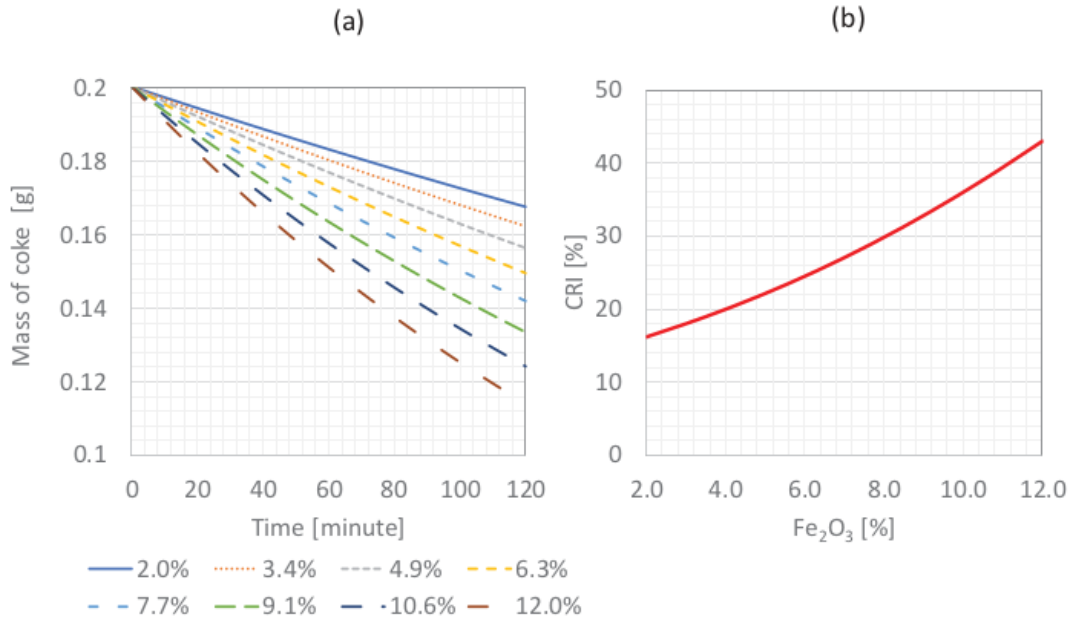 (a)
0.2
0.18
0.16
0.14
0.12
0.1
Mass of coke [g]
0 20 40 60 80 100 120
Time [minute]
2.0% 3.4% 4.9% 6.3%
7.7% 9.1% 10.6% 12.0%
(b)
50
40
30
20
10
0
CRI [%]
2.0 4.0 6.0 8.0 10.0 12.0
Fe₂O₃ [%]